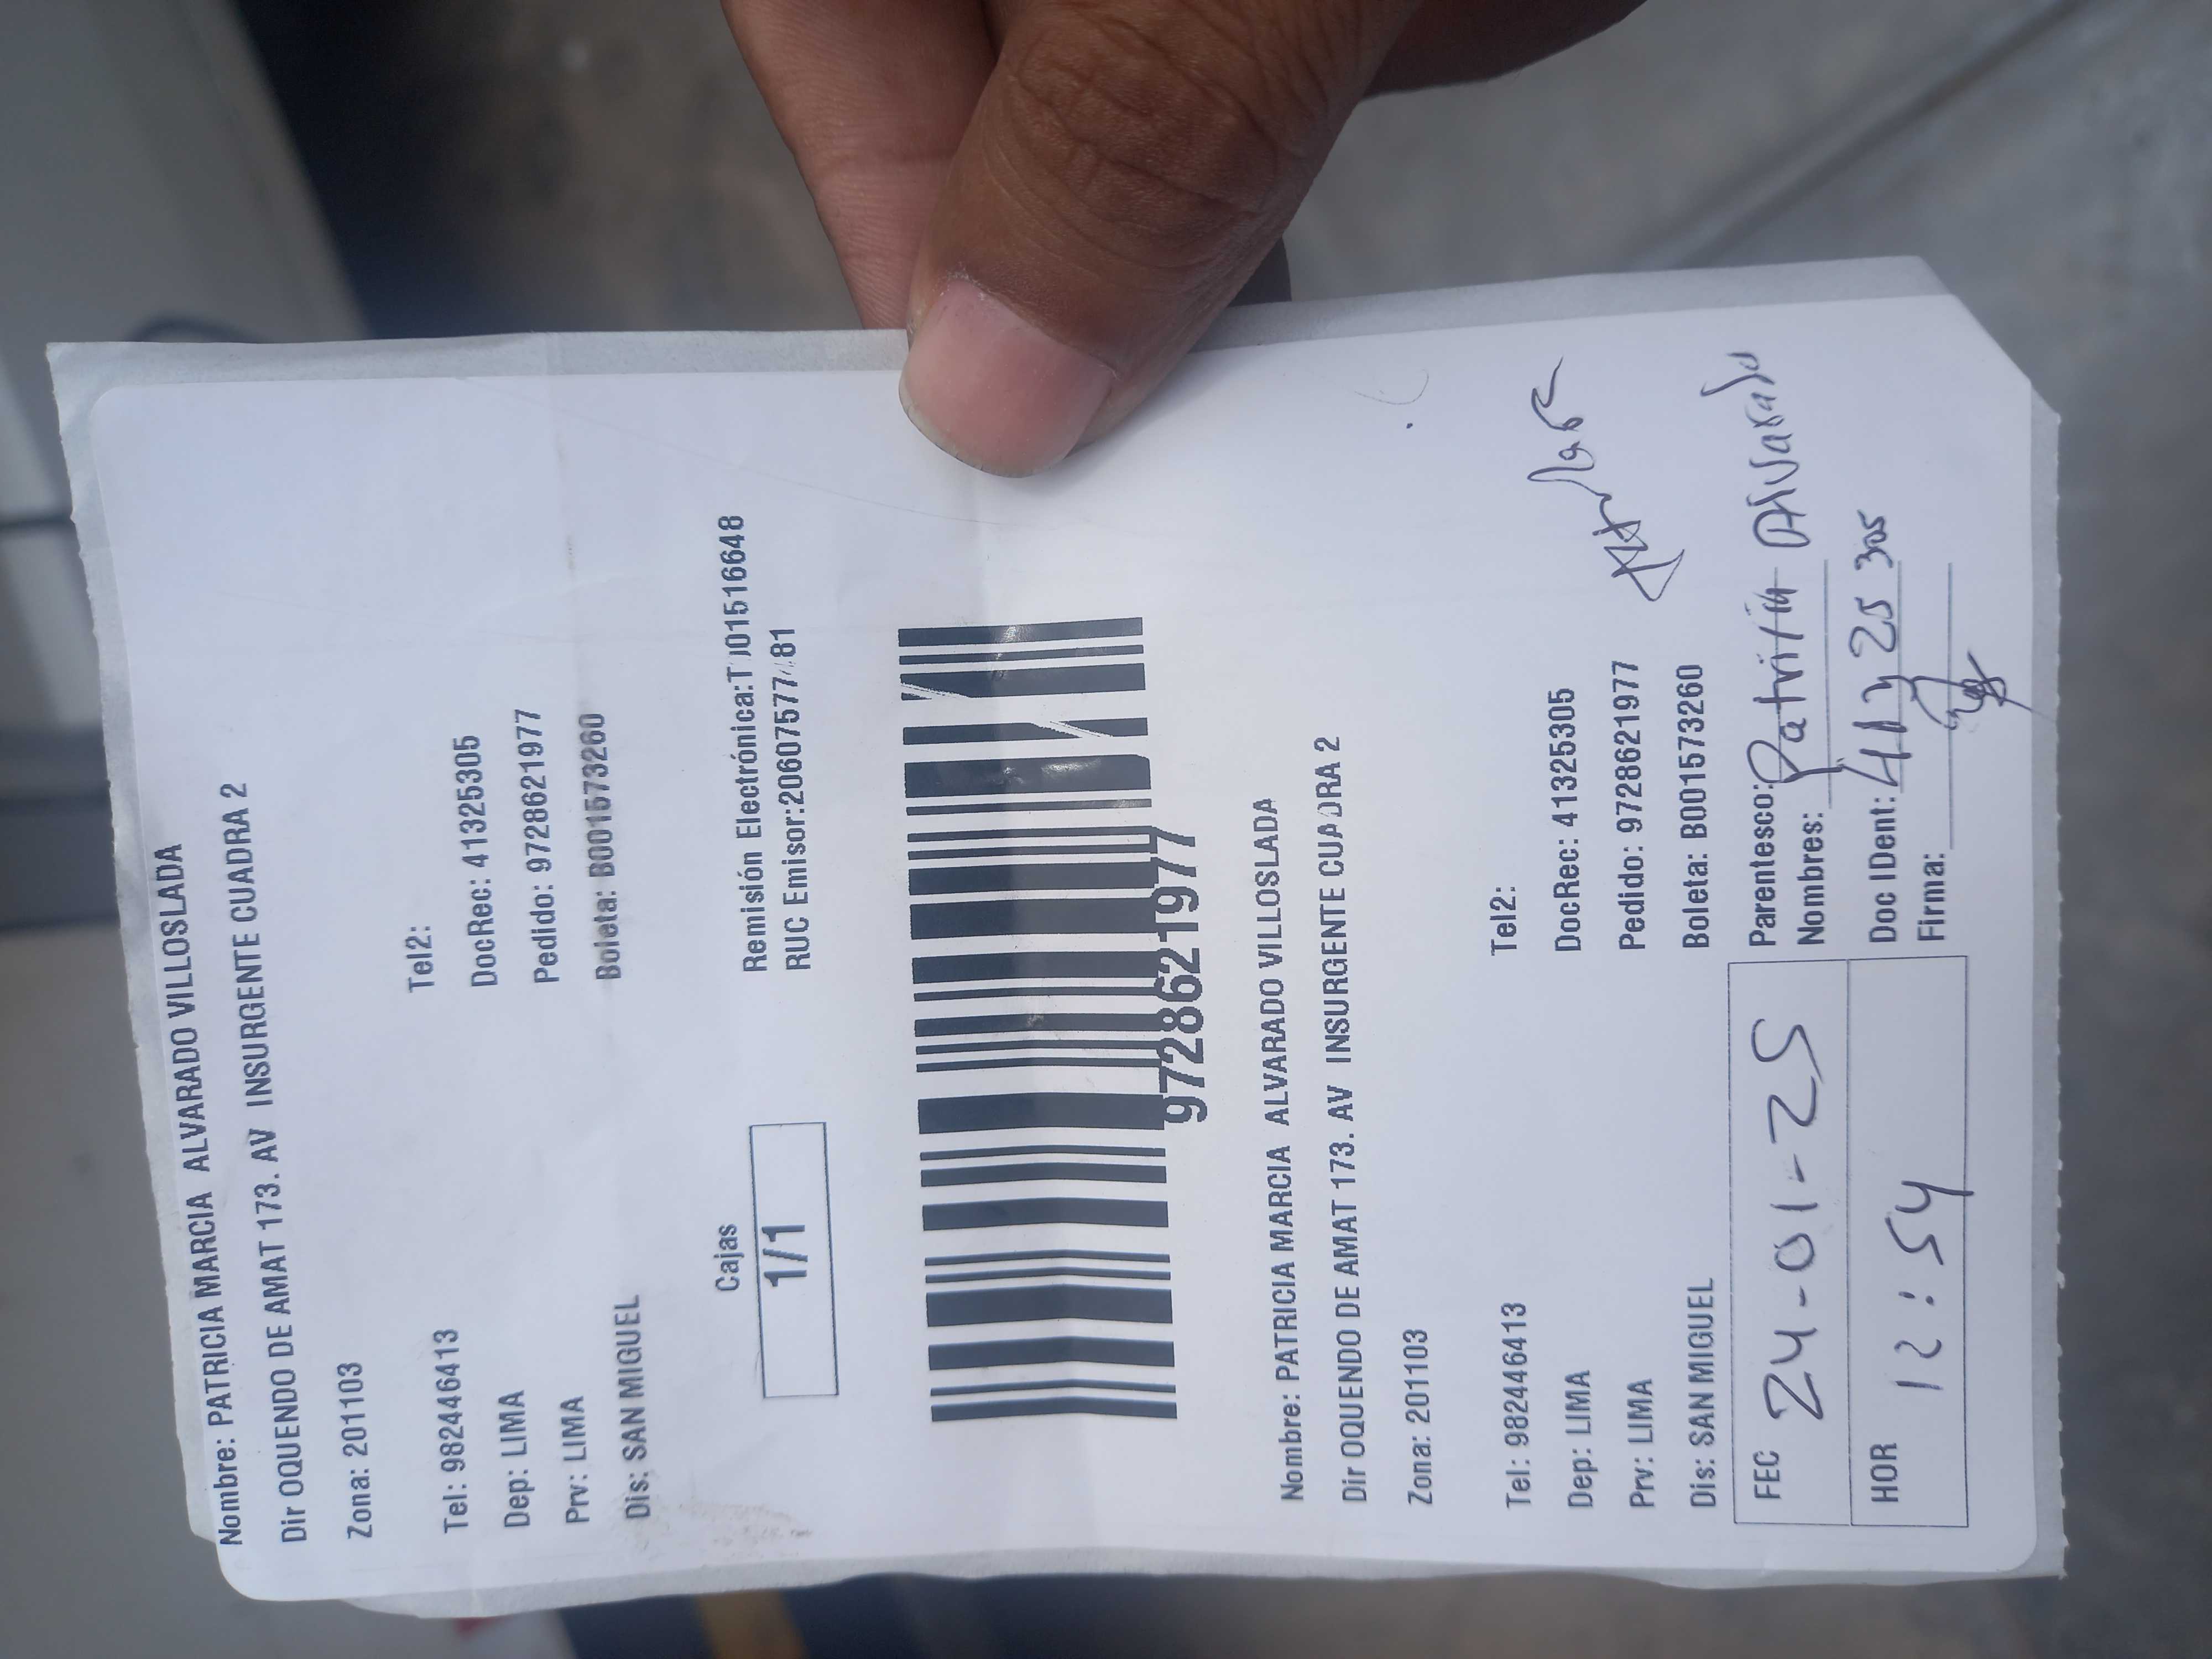 Nombre: PATRICIA MARCIA ALVARADO VILLOSLADA
Dir OQUENDO DE AMAT 173. AV INSURGENTE CUADRA 2
Zona: 201103
Tel: 982446413 Tel2:
Dep: LIMA DocRec: 41325305
Prv: LIMA Pedido: 9728621977
Dis: SAN MIGUEL Boleta: B001573260
Cajas
1/1
Remisión Electrónica:
RUC Emisor:
9728621977
Nombre: PATRICIA MARCIA ALVARADO VILLOSLADA
Dir OQUENDO DE AMAT 173. AV INSURGENTE CUADRA 2
Zona: 201103
Tel: 982446413 Tel2:
Dep: LIMA DocRec: 41325305
Prv: LIMA Pedido: 9728621977
Dis: SAN MIGUEL Boleta: B001573260
FEC 24-01-25
HOR 12:54
Parentesco: Patricia Alvarado
Nombres:
Doc IDent: 41325305
Firma: